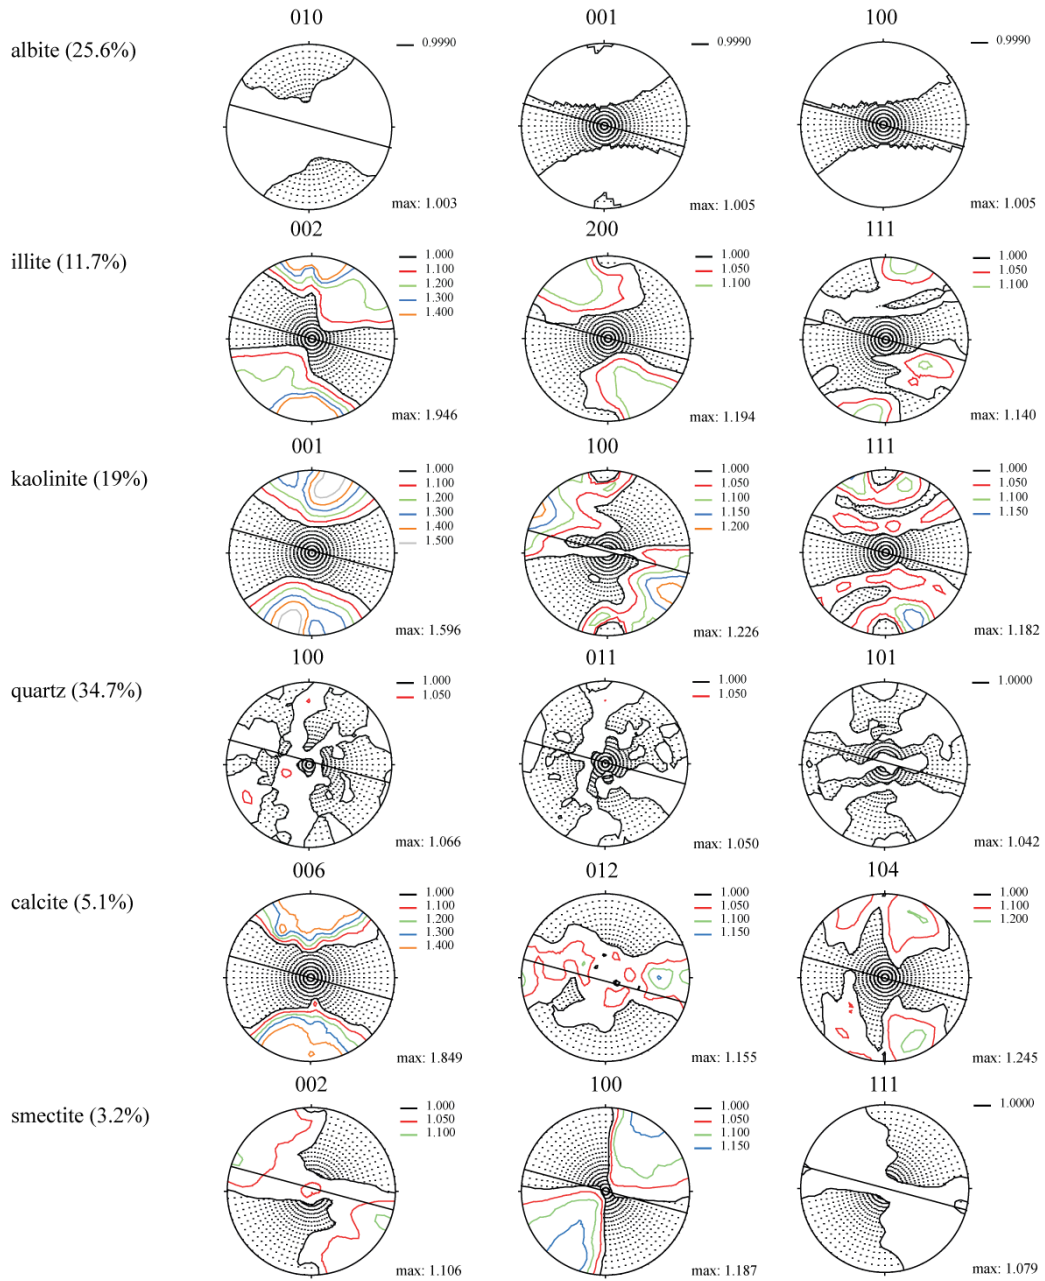 010 001 100
albite (25.6%)
0.9990 0.9990 0.9990
max: 1.003 max: 1.005 max: 1.005
002 200 111
illite (11.7%)
1.000 1.000 1.000
1.100 1.050 1.050
1.200 1.100 1.100
1.300
1.400
max: 1.946 max: 1.194 max: 1.140
001 100 111
kaolinite (19%)
1.000 1.000 1.000
1.100 1.050 1.050
1.200 1.100 1.100
1.300 1.150 1.150
1.400 1.200
1.500
max: 1.596 max: 1.226 max: 1.182
100 011 101
quartz (34.7%)
1.000 1.000 1.0000
1.050 1.050
max: 1.066 max: 1.050 max: 1.042
006 012 104
calcite (5.1%)
1.000 1.000 1.000
1.100 1.050 1.100
1.200 1.100 1.200
1.300 1.150
1.400
max: 1.849 max: 1.155 max: 1.245
002 100 111
smectite (3.2%)
1.000 1.000 1.0000
1.050 1.050
1.100 1.100
1.150
max: 1.106 max: 1.187 max: 1.079